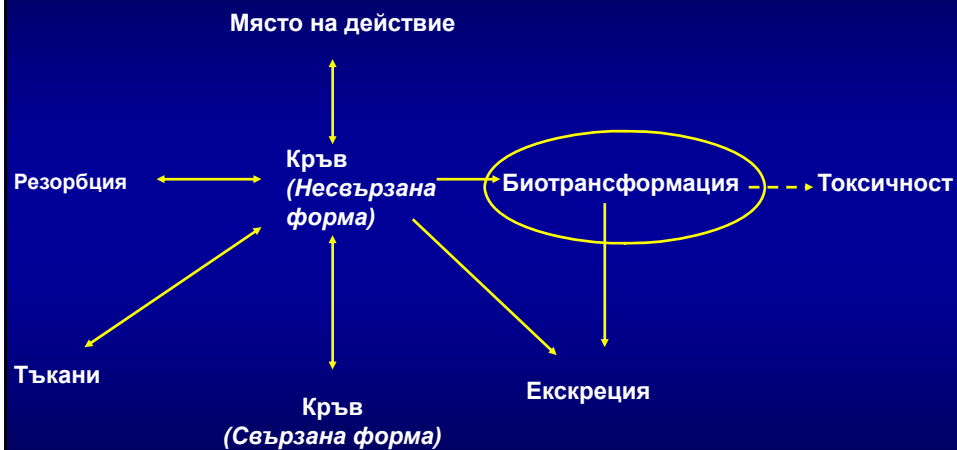 Място на действие
Кръв
(Несвързана
форма)
Резорбция
Биотрансформация
Токсичност
Тъкани
Екскреция
Кръв
(Свързана форма)